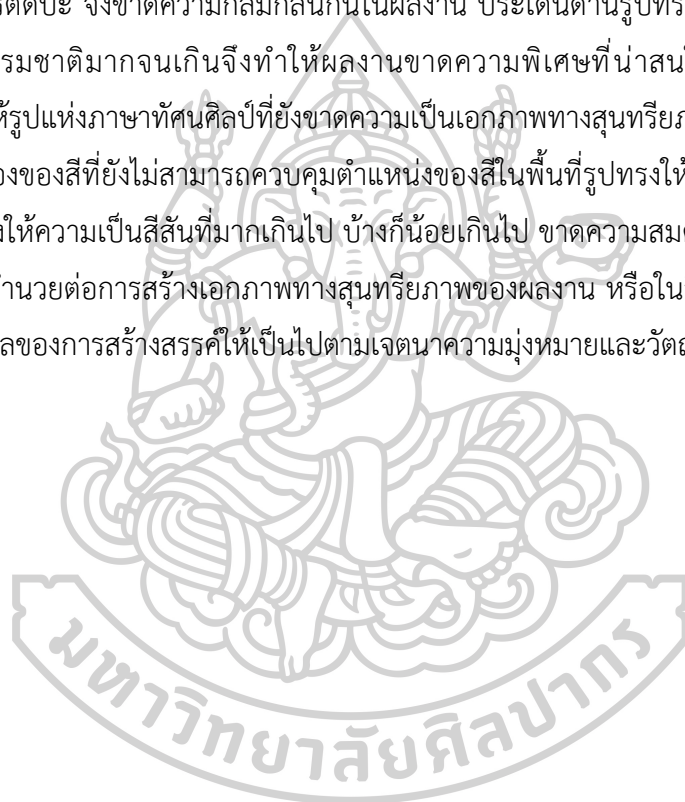 จึงขาดความกลมกลืนกันในผลงาน ประเด็นด้านรูปทร
รมชาติมากจนเกินจึงทำให้ผลงานขาดความพิเศษที่น่าสนใ
ห้รูปแห่งภาษาทัศนศิลป์ที่ยังขาดความเป็นเอกภาพทางสุนทรียภ
องของสีที่ยังไม่สามารถควบคุมตำแหน่งของสีในพื้นที่รูปทรงให้
งให้ความเป็นสีสันที่มากเกินไป บ้างก็น้อยเกินไป ขาดความสม
อำนวยต่อการสร้างเอกภาพทางสุนทรียภาพของผลงาน หรือใน
ลของการสร้างสรรค์ให้เป็นไปตามเจตนาความมุ่งหมายและวัตถ
มหาวิทยาลัยศิลปากร